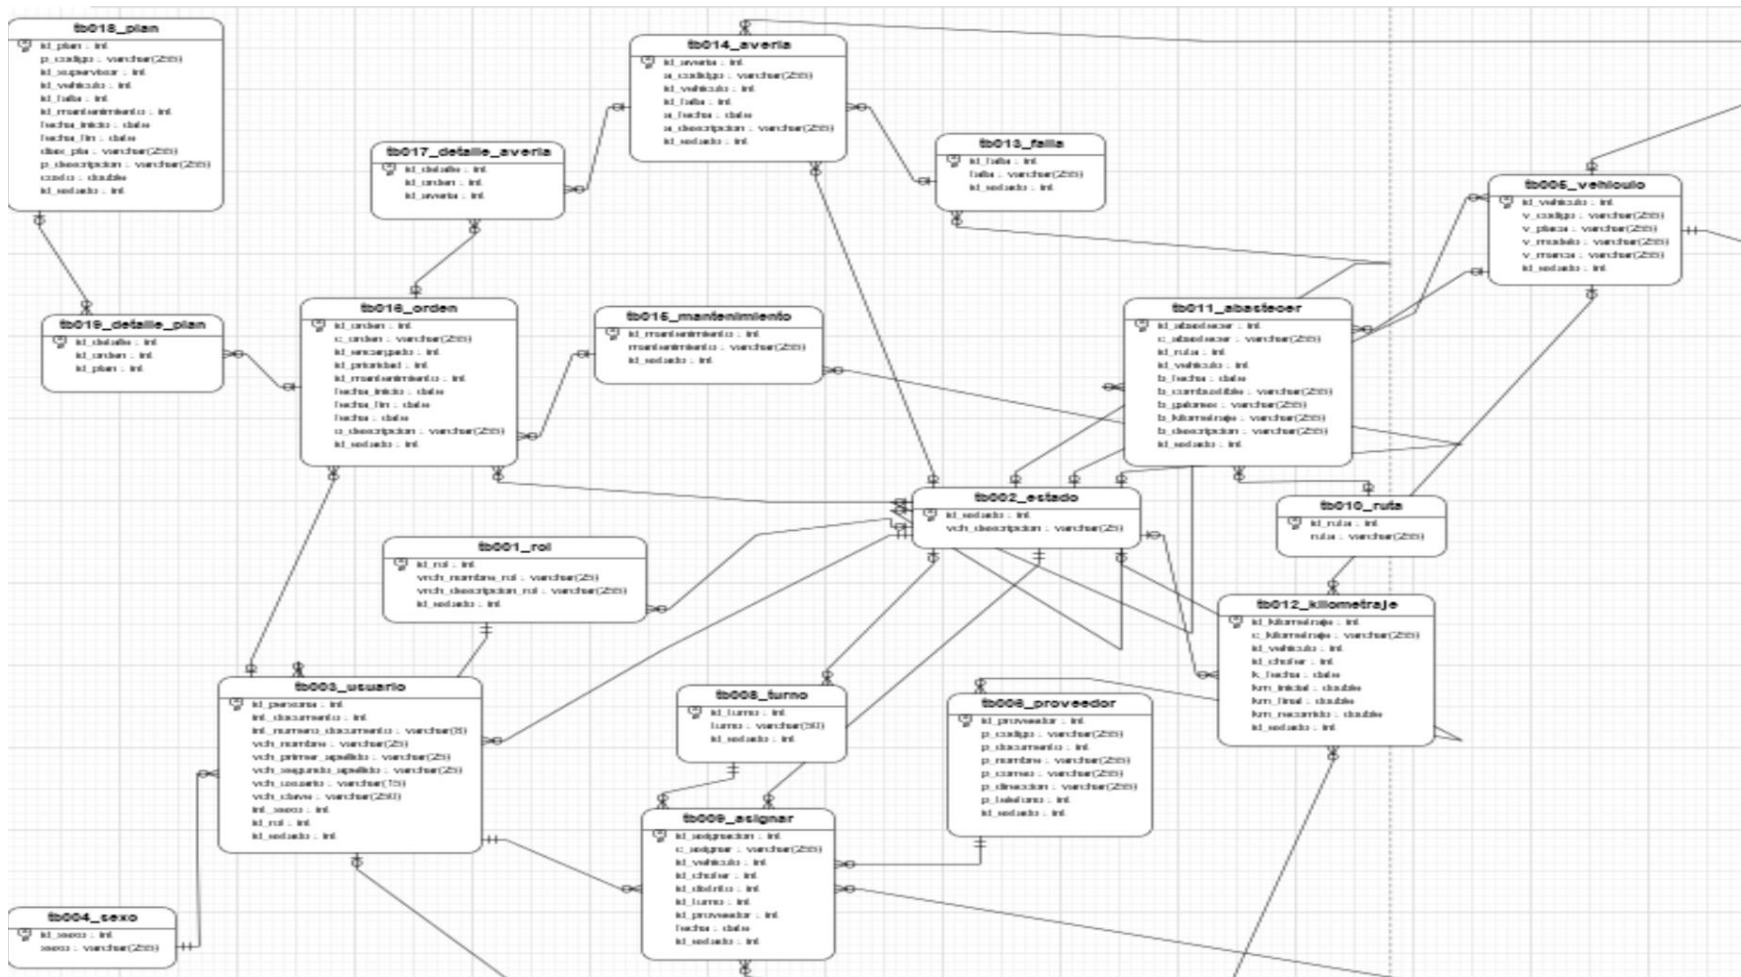 tb018_plan
id_plan : int
p_codigo : varchar(255)
id_supervisor : int
id_vehiculo : int
id_falla : int
id_mantenimiento : int
fecha_inicio : date
fecha_fin : date
p_descripcion : varchar(255)
costo : double
id_estado : int
tb014_averia
id_averia : int
a_codidgo : varchar(255)
id_vehiculo : int
id_falla : int
a_fecha : date
a_descripcion : varchar(255)
id_estado : int
tb017_detalle_averia
id_detalle : int
id_orden : int
id_averia : int
tb013_falla
id_falla : int
falla : varchar(255)
id_estado : int
tb005_vehiculo
id_vehiculo : int
v_codigo : varchar(255)
v_placa : varchar(255)
v_modelo : varchar(255)
v_marca : varchar(255)
id_estado : int
tb019_detalle_plan
id_detalle : int
id_orden : int
id_plan : int
tb016_orden
id_orden : int
c_orden : varchar(255)
id_encargado : int
id_prioridad : int
id_mantenimiento : int
fecha_inicio : date
fecha_fin : date
fecha : date
o_descripcion : varchar(255)
id_estado : int
tb015_mantenimiento
id_mantenimiento : int
mantenimiento : varchar(255)
id_estado : int
tb011_abastecer
id_abastecer : int
c_abastecer : varchar(255)
id_ruta : int
id_vehiculo : int
b_fecha : date
b_combustible : varchar(255)
b_galones : varchar(255)
b_kilometraje : varchar(255)
b_descripcion : varchar(255)
id_estado : int
tb002_estado
id_estado : int
vch_descripcion : varchar(25)
tb010_ruta
id_ruta : int
ruta : varchar(255)
tb001_rol
id_rol : int
vnch_nombre_rol : varchar(25)
vnch_descripcion_rol : varchar(255)
id_estado : int
tb012_kilometraje
id_kilometraje : int
c_kilometraje : varchar(255)
id_vehiculo : int
id_chofer : int
k_fecha : date
km_inicial : double
km_final : double
km_recorrido : double
id_estado : int
tb003_usuario
id_persona : int
int_documento : int
int_numero_documento : varchar(8)
vch_nombre : varchar(25)
vch_primer_apellido : varchar(25)
vch_segundo_apellido : varchar(25)
vch_usuario : varchar(15)
vch_clave : varchar(250)
int_sexo : int
id_rol : int
id_estado : int
tb008_turno
id_turno : int
turno : varchar(50)
id_estado : int
tb006_proveedor
id_proveedor : int
p_codigo : varchar(255)
p_documento : int
p_nombre : varchar(255)
p_correo : varchar(255)
p_direccion : varchar(255)
p_telefono : int
id_estado : int
tb009_asignar
id_asignacion : int
c_asignar : varchar(255)
id_vehiculo : int
id_chofer : int
id_distrito : int
id_turno : int
id_proveedor : int
fecha : date
id_estado : int
tb004_sexo
id_sexo : int
sexo : varchar(255)